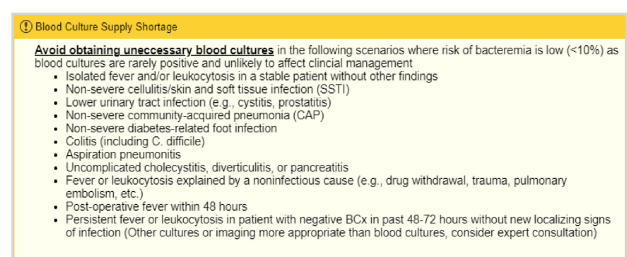 Blood Culture Supply Shortage
Avoid obtaining uneccessary blood cultures in the following scenarios where risk of bacteremia is low (<10%) as
blood cultures are rarely positive and unlikely to affect clincial management
• Isolated fever and/or leukocytosis in a stable patient without other findings
• Non-severe cellulitis/skin and soft tissue infection (SSTI)
• Lower urinary tract infection (e.g., cystitis, prostatitis)
• Non-severe community-acquired pneumonia (CAP)
• Non-severe diabetes-related foot infection
• Colitis (including C. difficile)
• Aspiration pneumonitis
• Uncomplicated cholecystitis, diverticulitis, or pancreatitis
• Fever or leukocytosis explained by a noninfectious cause (e.g., drug withdrawal, trauma, pulmonary
embolism, etc.)
• Post-operative fever within 48 hours
• Persistent fever or leukocytosis in patient with negative BCx in past 48-72 hours without new localizing signs
of infection (Other cultures or imaging more appropriate than blood cultures, consider expert consultation)